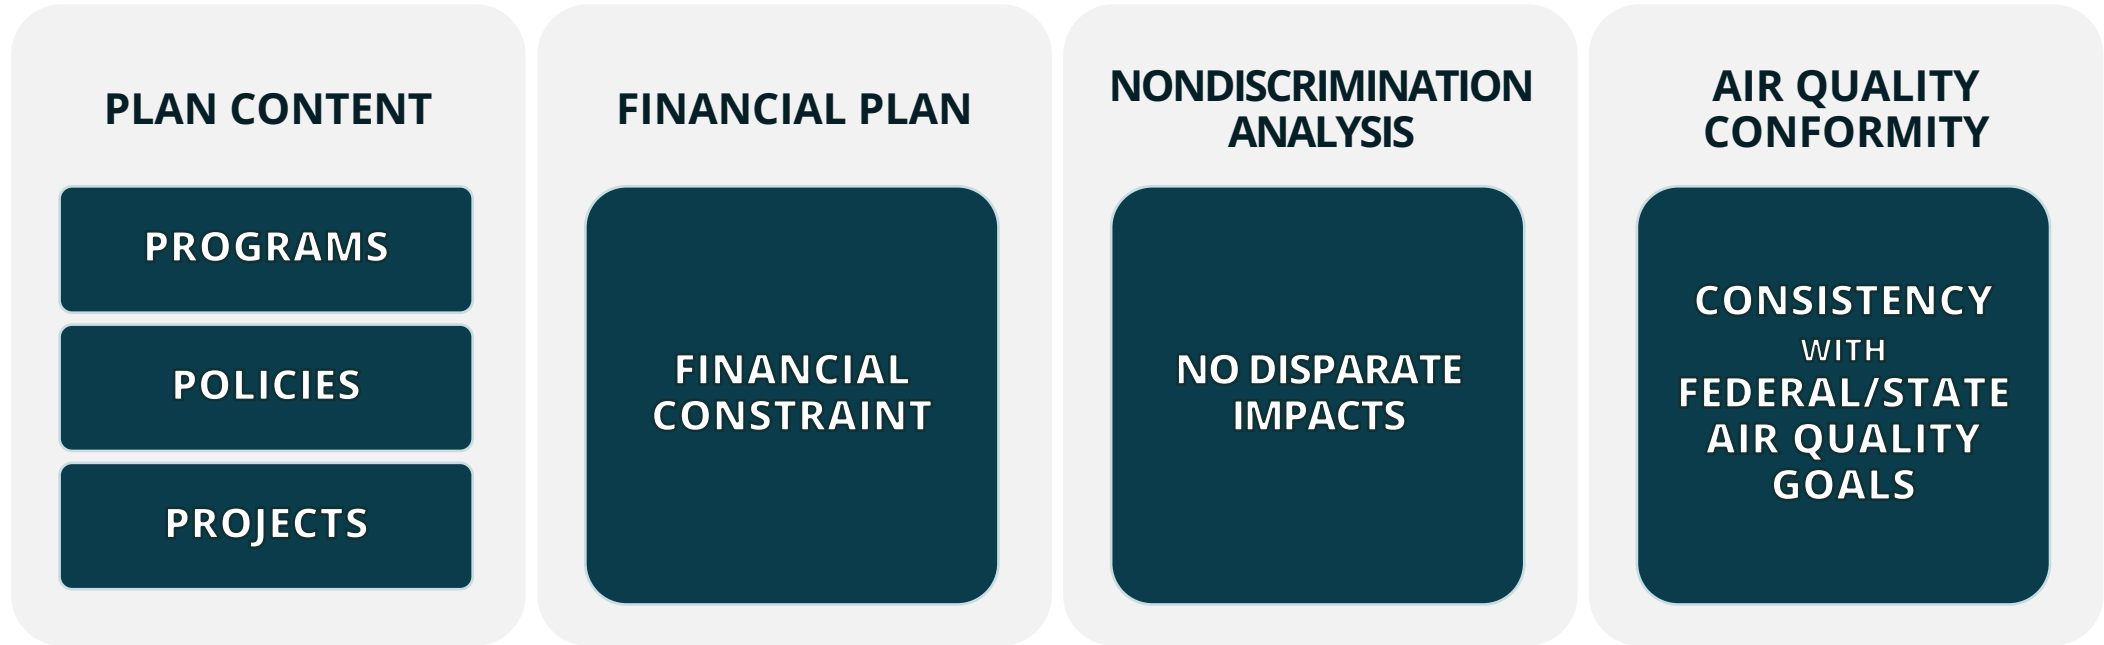 PLAN CONTENT
PROGRAMS
POLICIES
PROJECTS
FINANCIAL PLAN
FINANCIAL
CONSTRAINT
NONDISCRIMINATION
ANALYSIS
NO DISPARATE
IMPACTS
AIR QUALITY
CONFORMITY
CONSISTENCY
WITH
FEDERAL/STATE
AIR QUALITY
GOALS